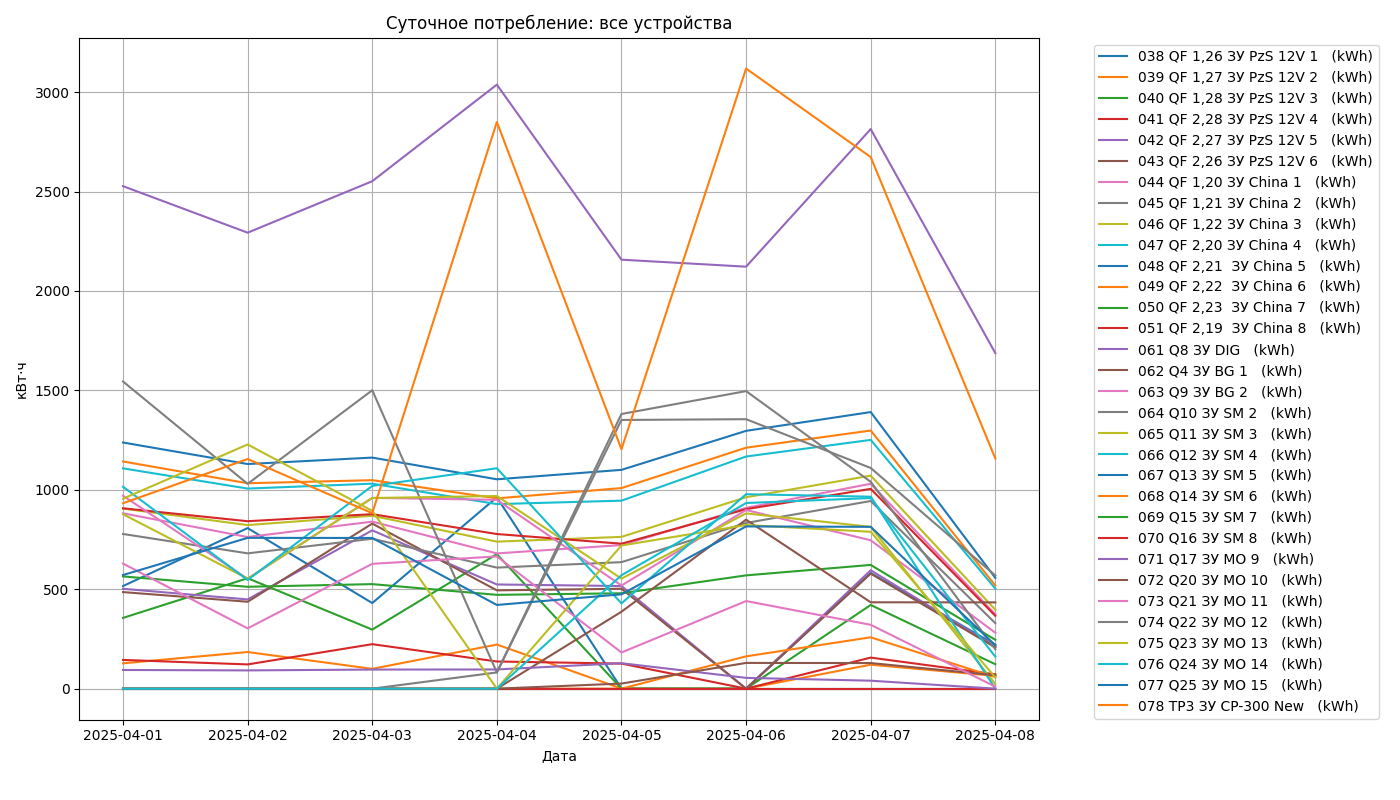 Суточное потребление: все устройства
кВт·ч
3000
2500
2000
1500
1000
500
0
2025-04-01 2025-04-02 2025-04-03 2025-04-04 2025-04-05 2025-04-06 2025-04-07 2025-04-08
Дата
038 QF 1,26 ЗУ PzS 12V 1 (kWh)
039 QF 1,27 ЗУ PzS 12V 2 (kWh)
040 QF 1,28 ЗУ PzS 12V 3 (kWh)
041 QF 2,28 ЗУ PzS 12V 4 (kWh)
042 QF 2,27 ЗУ PzS 12V 5 (kWh)
043 QF 2,26 ЗУ PzS 12V 6 (kWh)
044 QF 1,20 ЗУ China 1 (kWh)
045 QF 1,21 ЗУ China 2 (kWh)
046 QF 1,22 ЗУ China 3 (kWh)
047 QF 2,20 ЗУ China 4 (kWh)
048 QF 2,21 ЗУ China 5 (kWh)
049 QF 2,22 ЗУ China 6 (kWh)
050 QF 2,23 ЗУ China 7 (kWh)
051 QF 2,19 ЗУ China 8 (kWh)
061 Q8 ЗУ DIG (kWh)
062 Q4 ЗУ BG 1 (kWh)
063 Q9 ЗУ BG 2 (kWh)
064 Q10 ЗУ SM 2 (kWh)
065 Q11 ЗУ SM 3 (kWh)
066 Q12 ЗУ SM 4 (kWh)
067 Q13 ЗУ SM 5 (kWh)
068 Q14 ЗУ SM 6 (kWh)
069 Q15 ЗУ SM 7 (kWh)
070 Q16 ЗУ SM 8 (kWh)
071 Q17 ЗУ MO 9 (kWh)
072 Q20 ЗУ MO 10 (kWh)
073 Q21 ЗУ MO 11 (kWh)
074 Q22 ЗУ MO 12 (kWh)
075 Q23 ЗУ MO 13 (kWh)
076 Q24 ЗУ MO 14 (kWh)
077 Q25 ЗУ MO 15 (kWh)
078 ТР3 ЗУ СР-300 New (kWh)